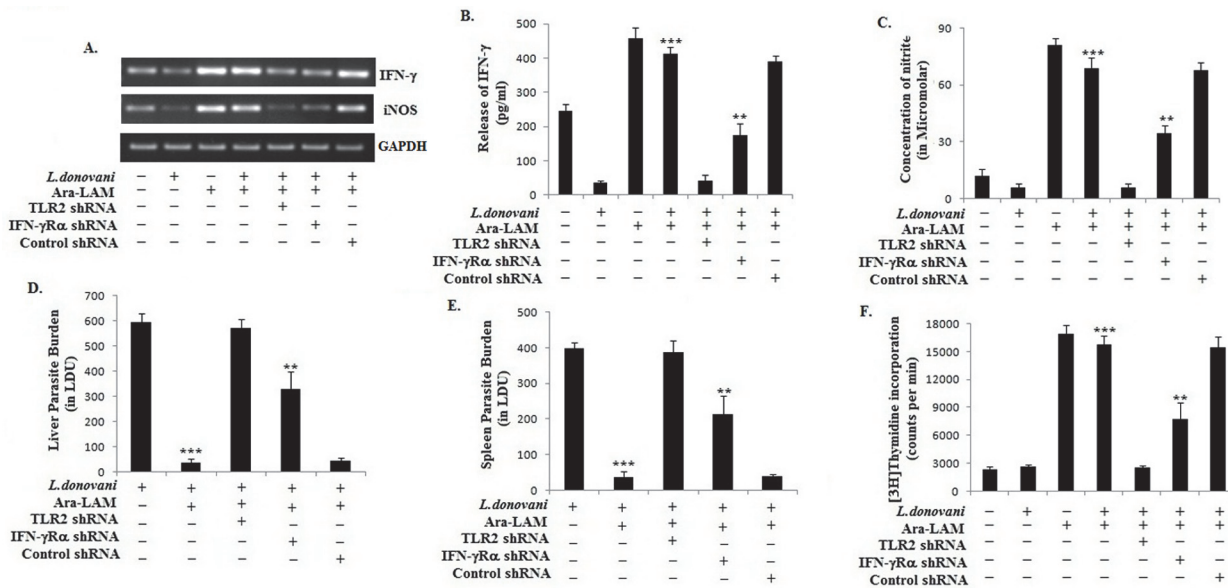 A.
IFN-γ
iNOS
GAPDH
L.donovani – + – + + + +
Ara-LAM – – + + + + +
TLR2 shRNA – – – – + – –
IFN-γRα shRNA – – – – – + –
Control shRNA – – – – – – +
B.
Release of IFN-γ
(pg/ml)
500
400
300
200
100
0
***
**
L.donovani – + – + + + +
Ara-LAM – – + + + + +
TLR2 shRNA – – – – + – –
IFN-γRα shRNA – – – – – + –
Control shRNA – – – – – – +
C.
Concentration of nitrite
(in Micromolar)
90
60
30
0
***
**
L.donovani – + – + + + +
Ara-LAM – – + + + + +
TLR2 shRNA – – – – + – –
IFN-γRα shRNA – – – – – + –
Control shRNA – – – – – – +
D.
Liver Parasite Burden
(in LDU)
700
600
500
400
300
200
100
0
***
**
L.donovani + + + + +
Ara-LAM – + + + +
TLR2 shRNA – – + – –
IFN-γRα shRNA – – – + –
Control shRNA – – – – +
E.
Spleen Parasite Burden
(in LDU)
600
400
200
0
***
**
L.donovani + + + + +
Ara-LAM – + + + +
TLR2 shRNA – – + – –
IFN-γRα shRNA – – – + –
Control shRNA – – – – +
F.
[3H]Thymidine incorporation
(counts per min)
18000
15000
12000
9000
6000
3000
0
***
**
L.donovani – + – + + + +
Ara-LAM – – + + + + +
TLR2 shRNA – – – – + – –
IFN-γRα shRNA – – – – – + –
Control shRNA – – – – – – +